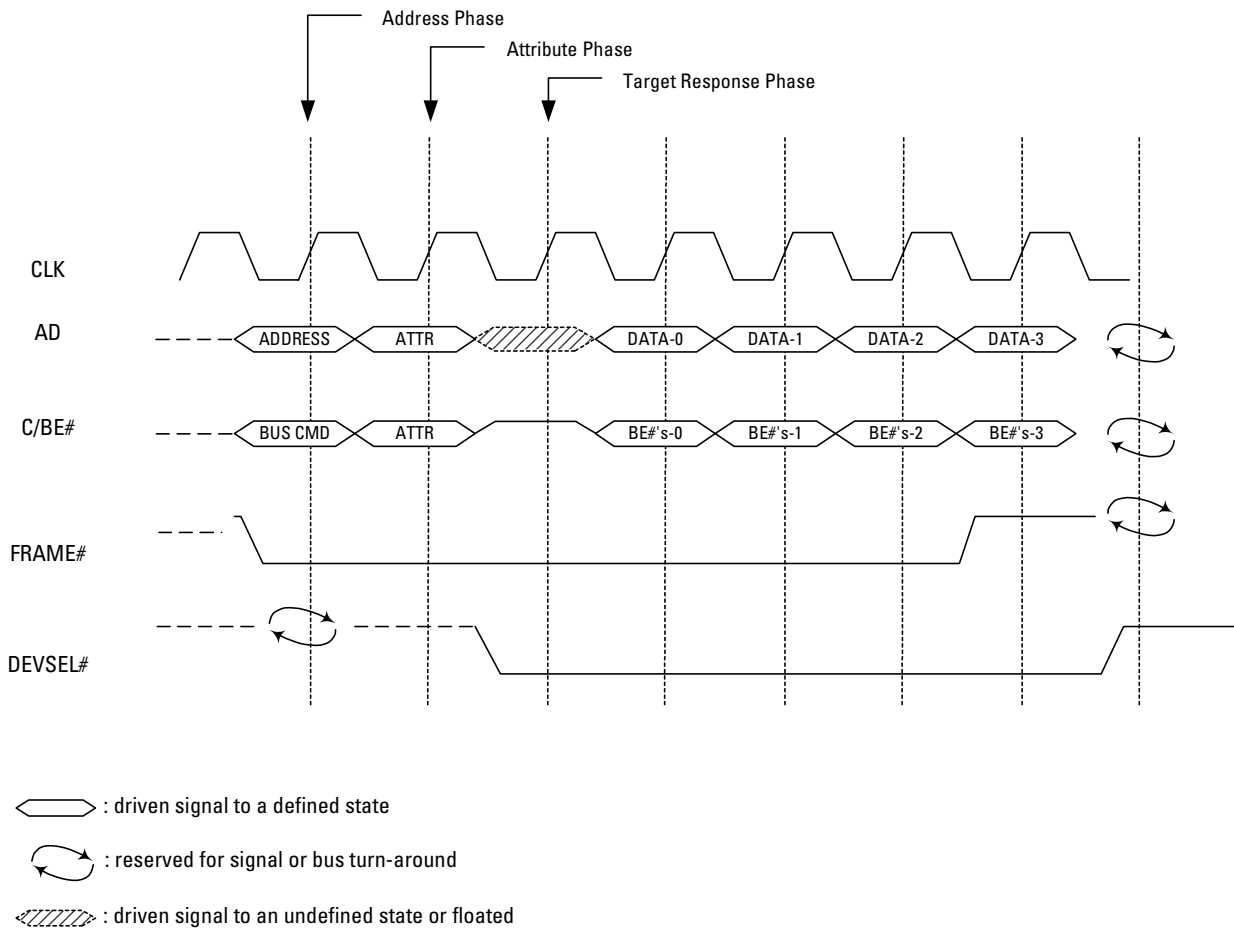 Address Phase
Attribute Phase
Target Response Phase
CLK
AD
ADDRESS
ATTR
DATA-0
DATA-1
DATA-2
DATA-3
C/BE#
BUS CMD
ATTR
BE#'s-0
BE#'s-1
BE#'s-2
BE#'s-3
FRAME#
DEVSEL#
: driven signal to a defined state
: reserved for signal or bus turn-around
: driven signal to an undefined state or floated